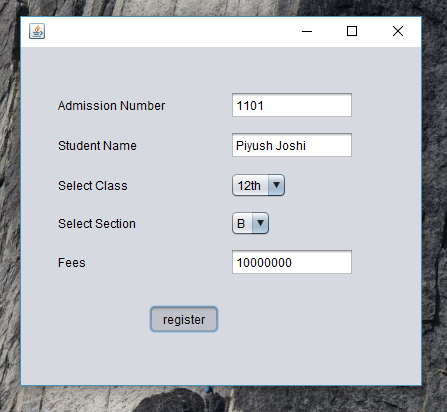 Admission Number 1101
Student Name Piyush Joshi
Select Class 12th
Select Section B
Fees 10000000
register